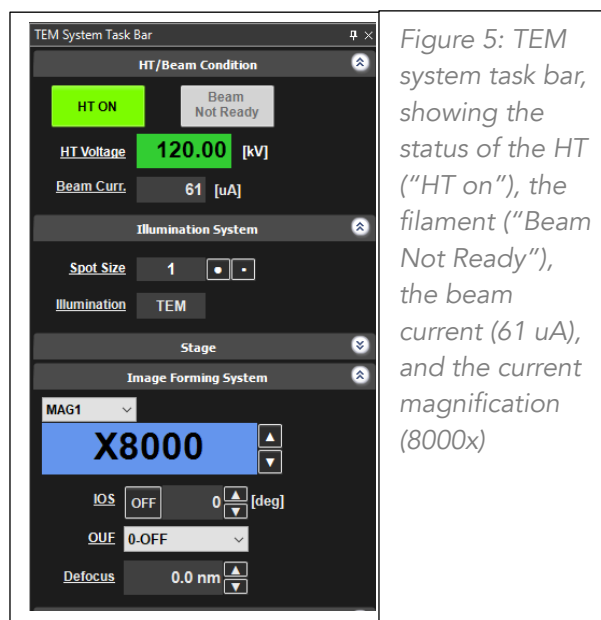 TEM System Task Bar
HT/Beam Condition
HT ON
Beam
Not Ready
HT Voltage 120.00 [kV]
Beam Curr. 61 [uA]
Illumination System
Spot Size 1
Illumination TEM
Stage
Image Forming System
MAG1
X8000
IOS OFF 0 [deg]
OUF 0-OFF
Defocus 0.0 nm
Figure 5: TEM
system task bar,
showing the
status of the HT
(“HT on”), the
filament (“Beam
Not Ready”),
the beam
current (61 uA),
and the current
magnification
(8000x)